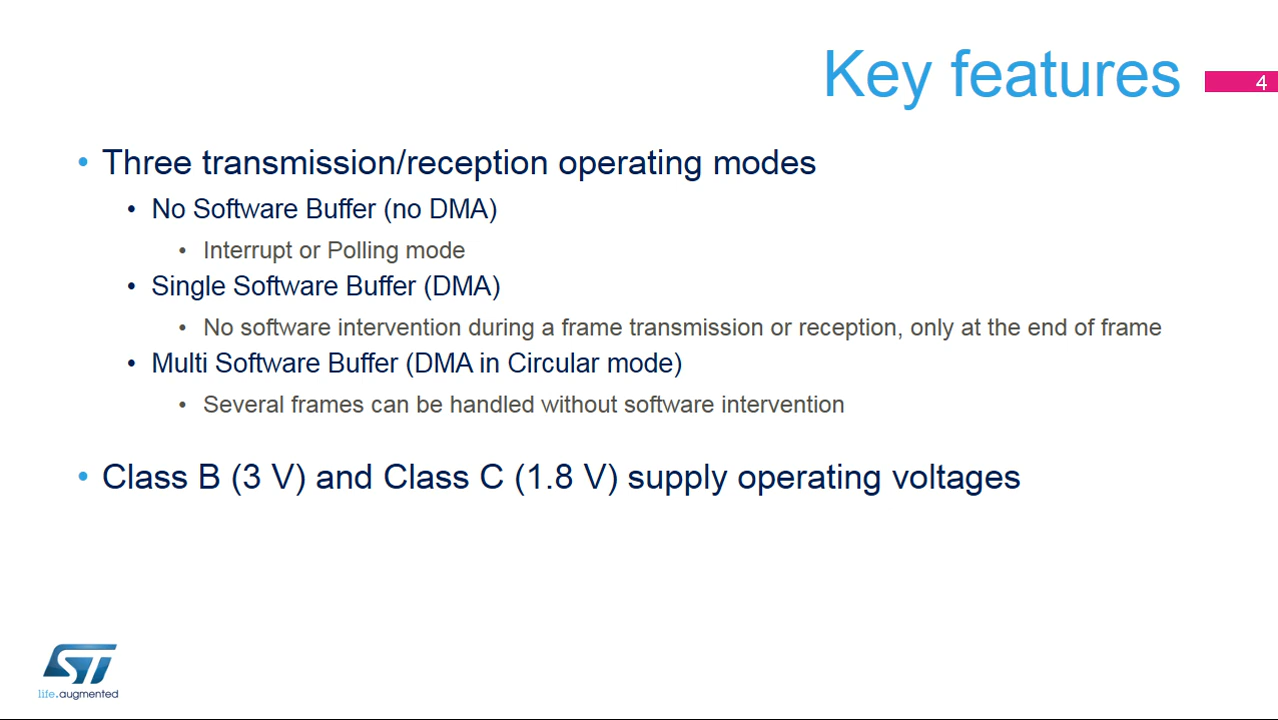 Key features
4
• Three transmission/reception operating modes
• No Software Buffer (no DMA)
• Interrupt or Polling mode
• Single Software Buffer (DMA)
• No software intervention during a frame transmission or reception, only at the end of frame
• Multi Software Buffer (DMA in Circular mode)
• Several frames can be handled without software intervention
• Class B (3 V) and Class C (1.8 V) supply operating voltages
ST
life.augmented